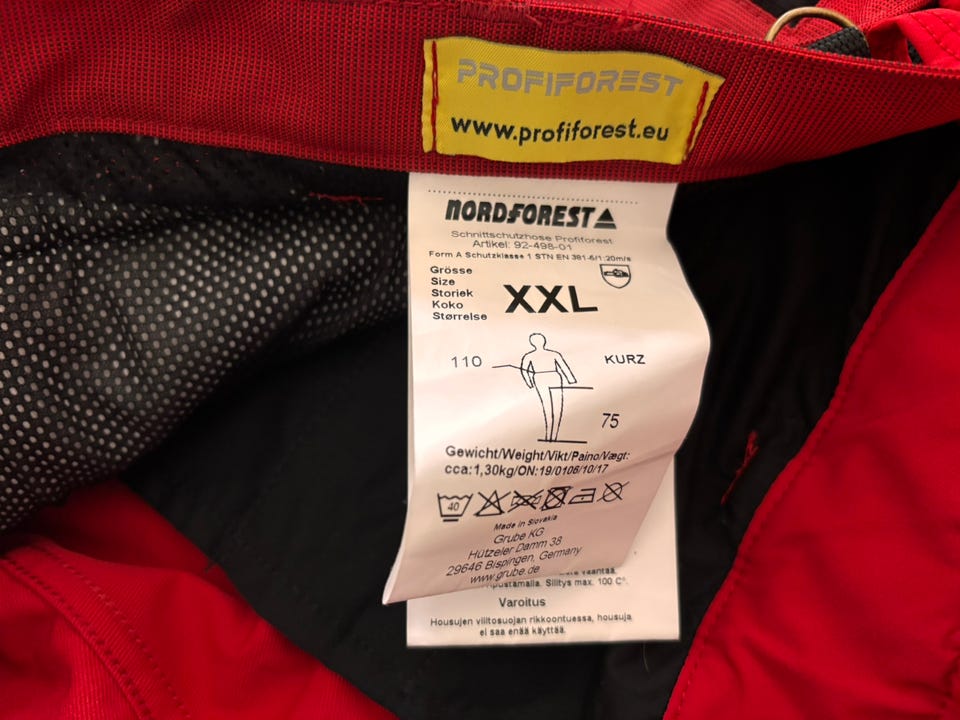 PROFIFOREST
www.profiforest.eu
NORDFOREST
Schnittschutzhose Profiforest
Artikel: 92-498-01
Form A Schutzklasse 1 STN EN 381-5/1:20m/s
Grösse
Size
Storlek
Koko
Størrelse
XXL
110
KURZ
75
Gewicht/Weight/Vikt/Paino/Vægt:
cca:1,30kg/ON:19/0106/10/17
40
Made in Slovakia
Grube KG
Hützeler Damm 38
29646 Bispingen, Germany
www.grube.de
Silitys max. 100 C°.
Varoitus
Housujen viiltosuojan rikkoontuessa, housuja
ei saa enää käyttää.